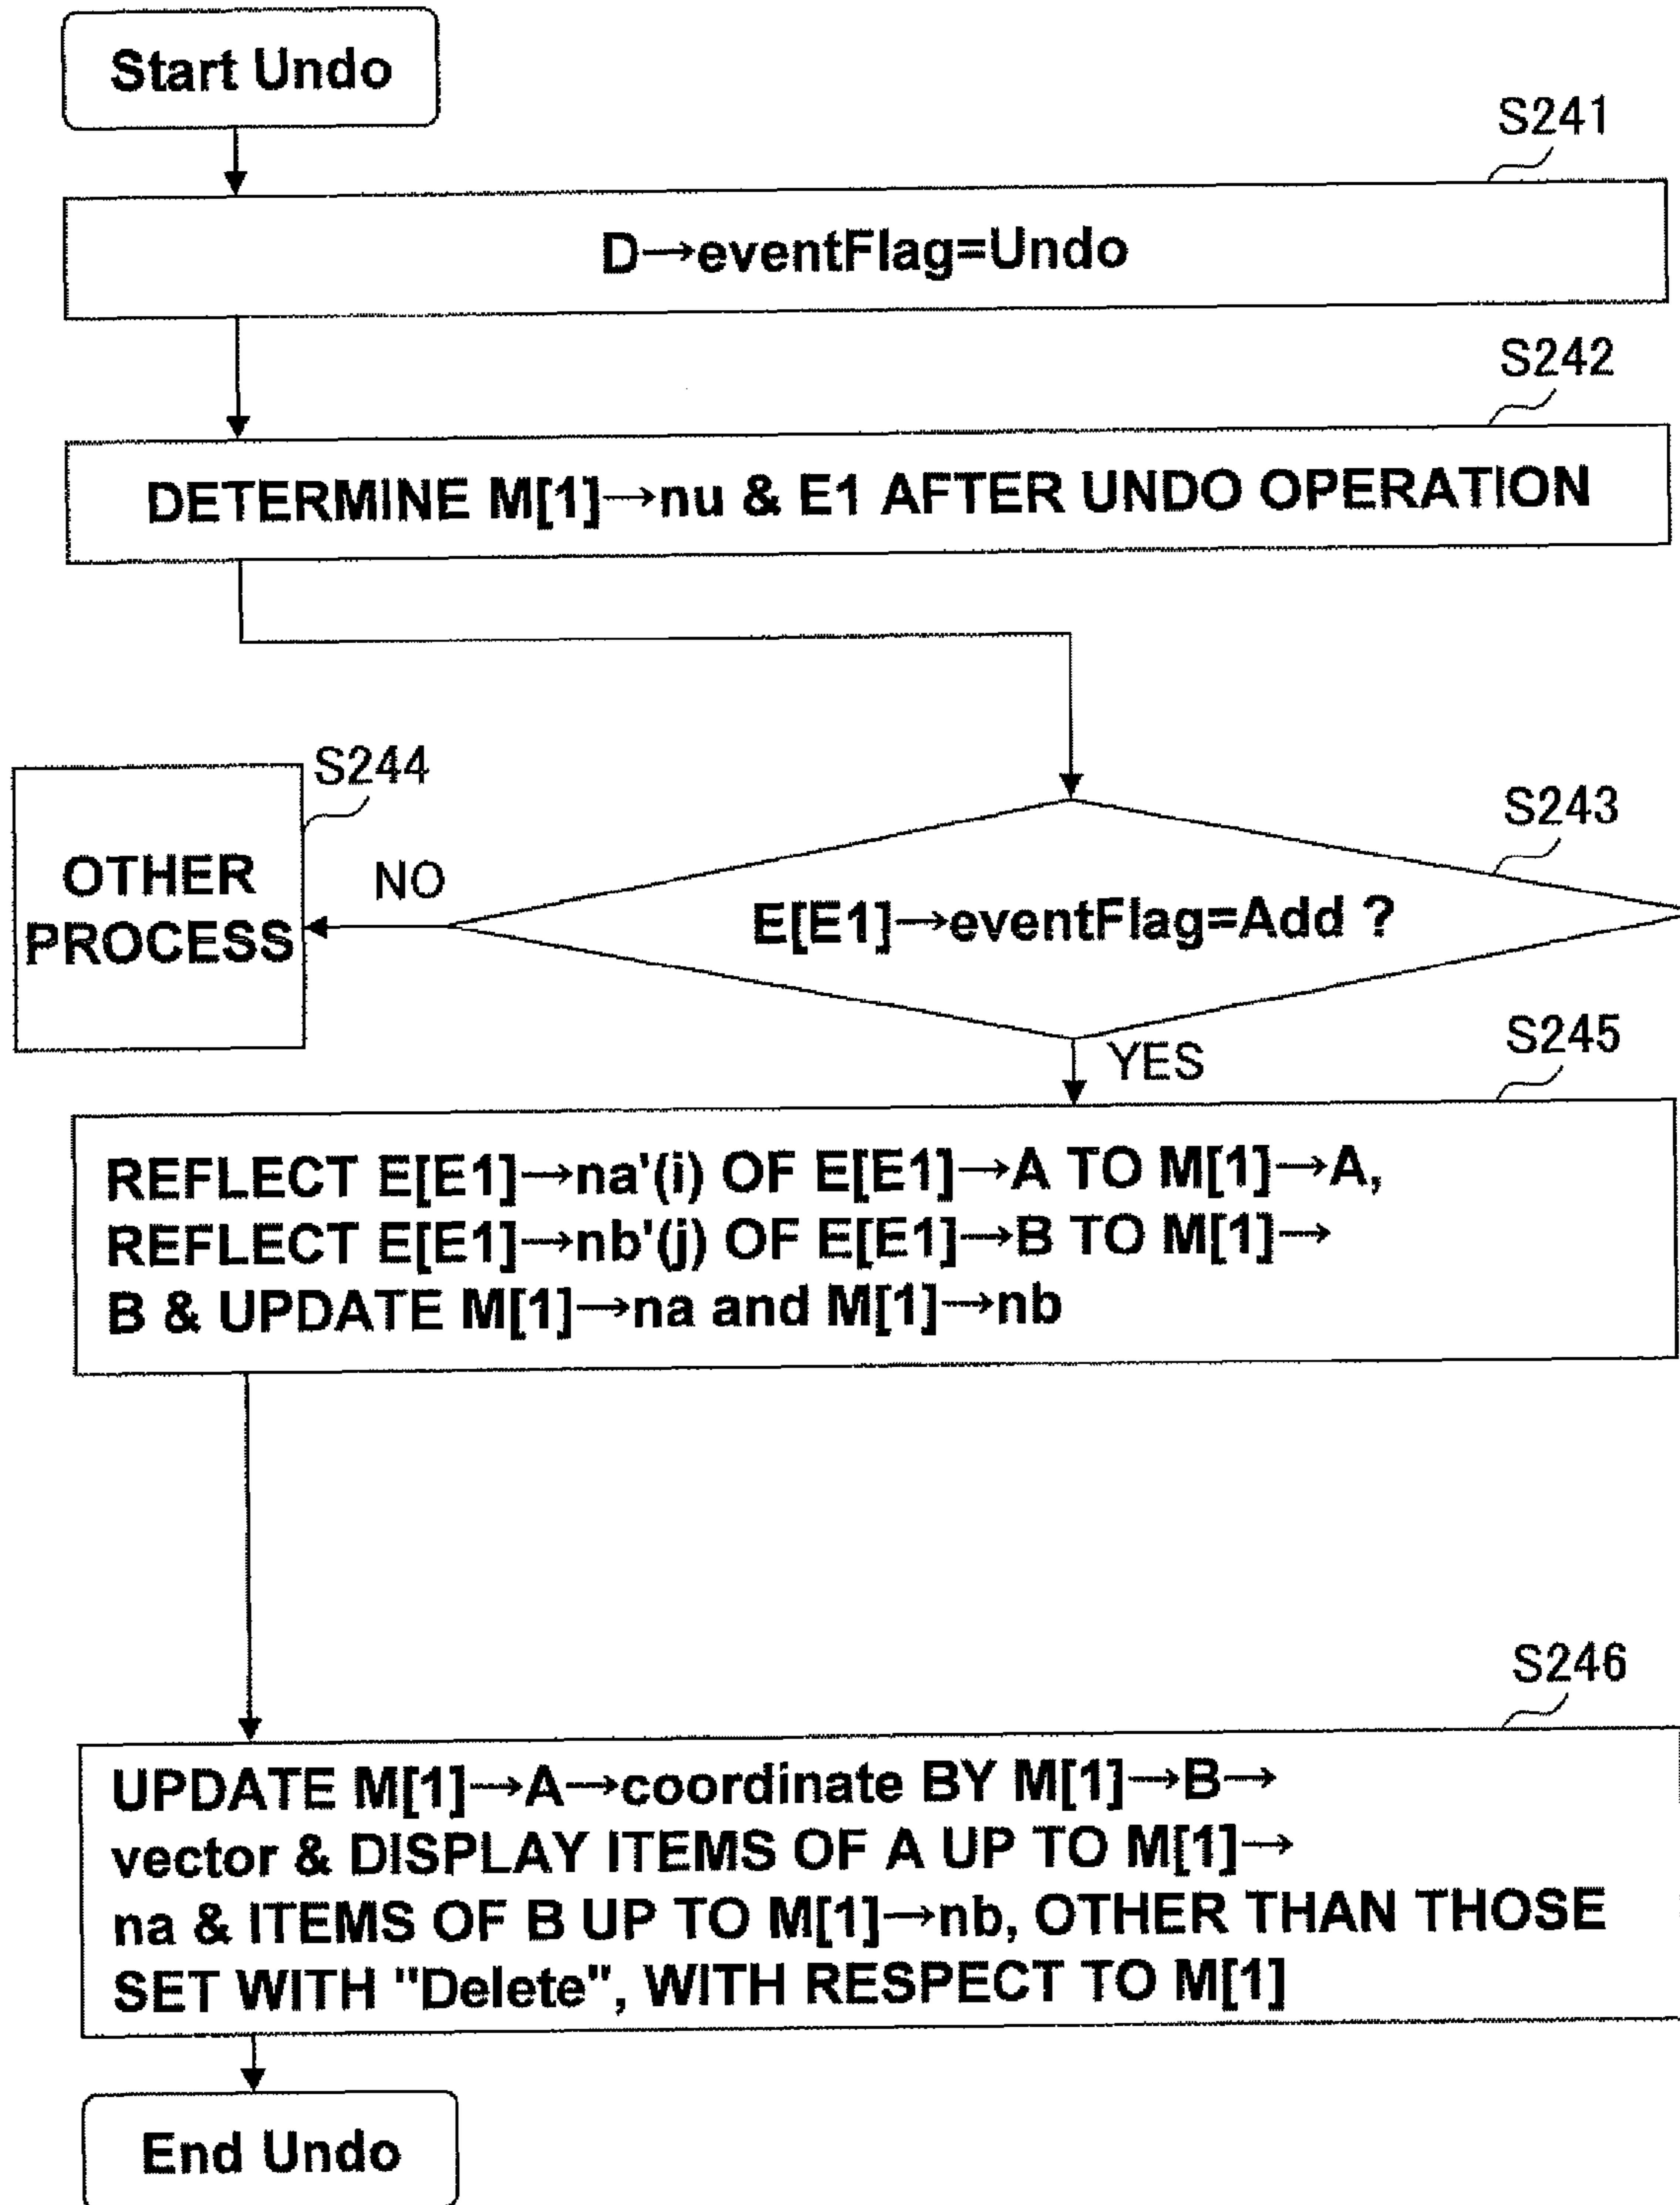 Start Undo
S241
D→eventFlag=Undo
S242
DETERMINE M[1]→nu & E1 AFTER UNDO OPERATION
S244
OTHER
PROCESS
NO
S243
E[E1]→eventFlag=Add ?
YES
S245
REFLECT E[E1]→na'(i) OF E[E1]→A TO M[1]→A,
REFLECT E[E1]→nb'(j) OF E[E1]→B TO M[1]→
B & UPDATE M[1]→na and M[1]→nb
S246
UPDATE M[1]→A→coordinate BY M[1]→B→
vector & DISPLAY ITEMS OF A UP TO M[1]→
na & ITEMS OF B UP TO M[1]→nb, OTHER THAN THOSE
SET WITH "Delete", WITH RESPECT TO M[1]
End Undo